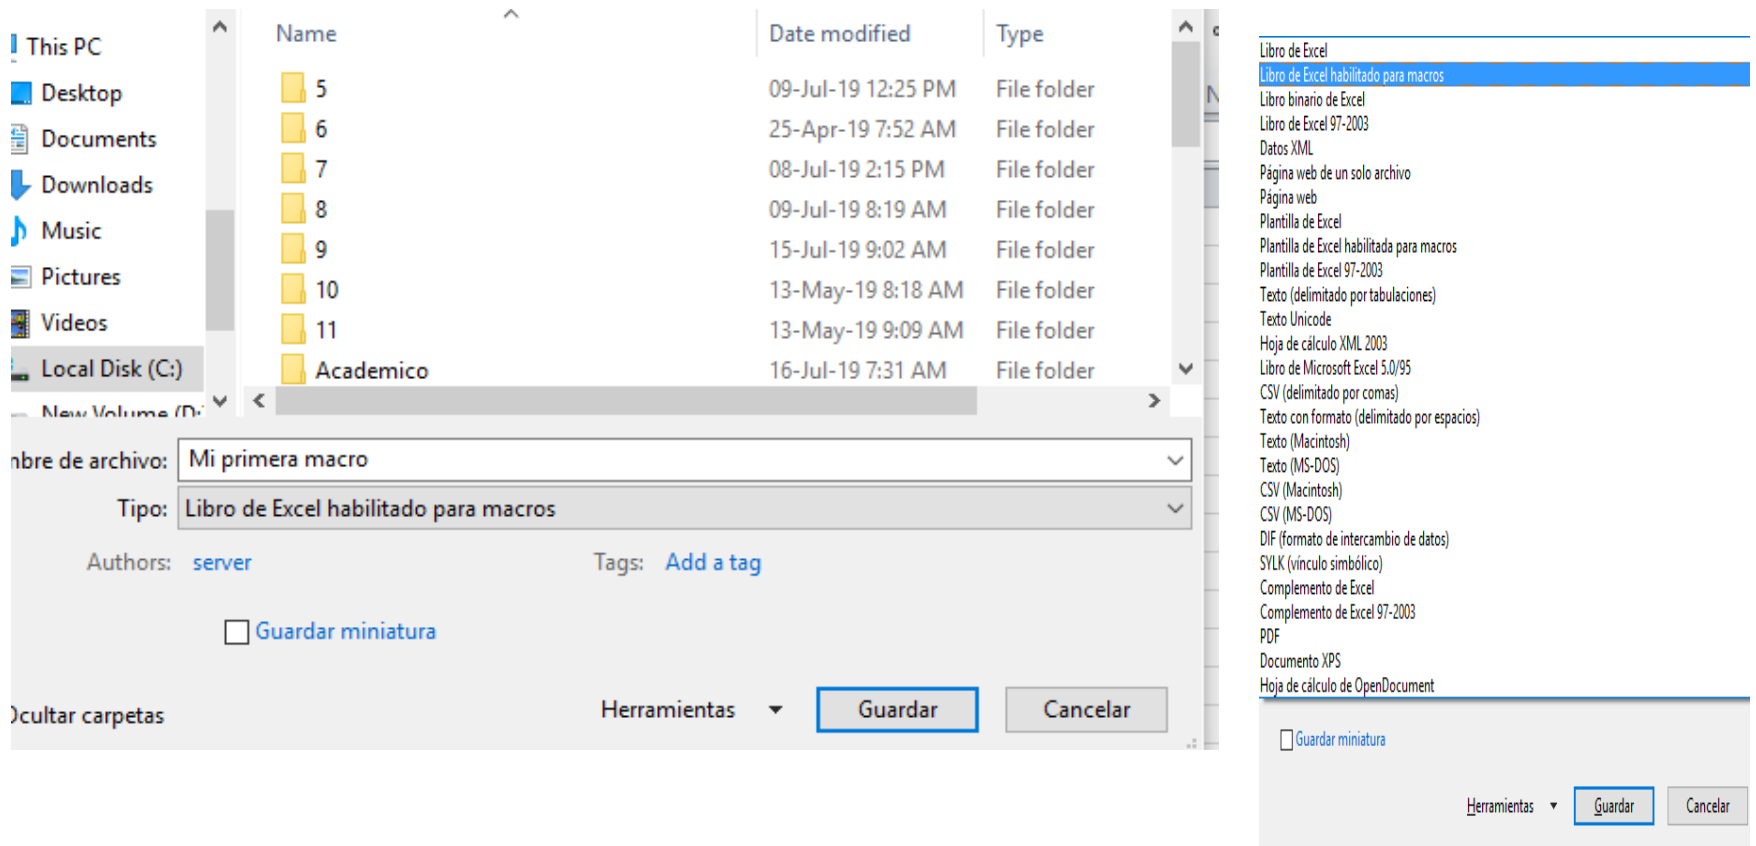 This PC
Desktop
Documents
Downloads
Music
Pictures
Videos
Local Disk (C:)
New Volume (D:
Name Date modified Type
5 09-Jul-19 12:25 PM File folder
6 25-Apr-19 7:52 AM File folder
7 08-Jul-19 2:15 PM File folder
8 09-Jul-19 8:19 AM File folder
9 15-Jul-19 9:02 AM File folder
10 13-May-19 8:18 AM File folder
11 13-May-19 9:09 AM File folder
Academico 16-Jul-19 7:31 AM File folder
nbre de archivo: Mi primera macro
Tipo: Libro de Excel habilitado para macros
Authors: server Tags: Add a tag
Guardar miniatura
Ocultar carpetas Herramientas Guardar Cancelar
Libro de Excel
Libro de Excel habilitado para macros
Libro binario de Excel
Libro de Excel 97-2003
Datos XML
Página web de un solo archivo
Página web
Plantilla de Excel
Plantilla de Excel habilitada para macros
Plantilla de Excel 97-2003
Texto (delimitado por tabulaciones)
Texto Unicode
Hoja de cálculo XML 2003
Libro de Microsoft Excel 5.0/95
CSV (delimitado por comas)
Texto con formato (delimitado por espacios)
Texto (Macintosh)
Texto (MS-DOS)
CSV (Macintosh)
CSV (MS-DOS)
DIF (formato de intercambio de datos)
SYLK (vínculo simbólico)
Complemento de Excel
Complemento de Excel 97-2003
PDF
Documento XPS
Hoja de cálculo de OpenDocument
Guardar miniatura
Herramientas Guardar Cancelar